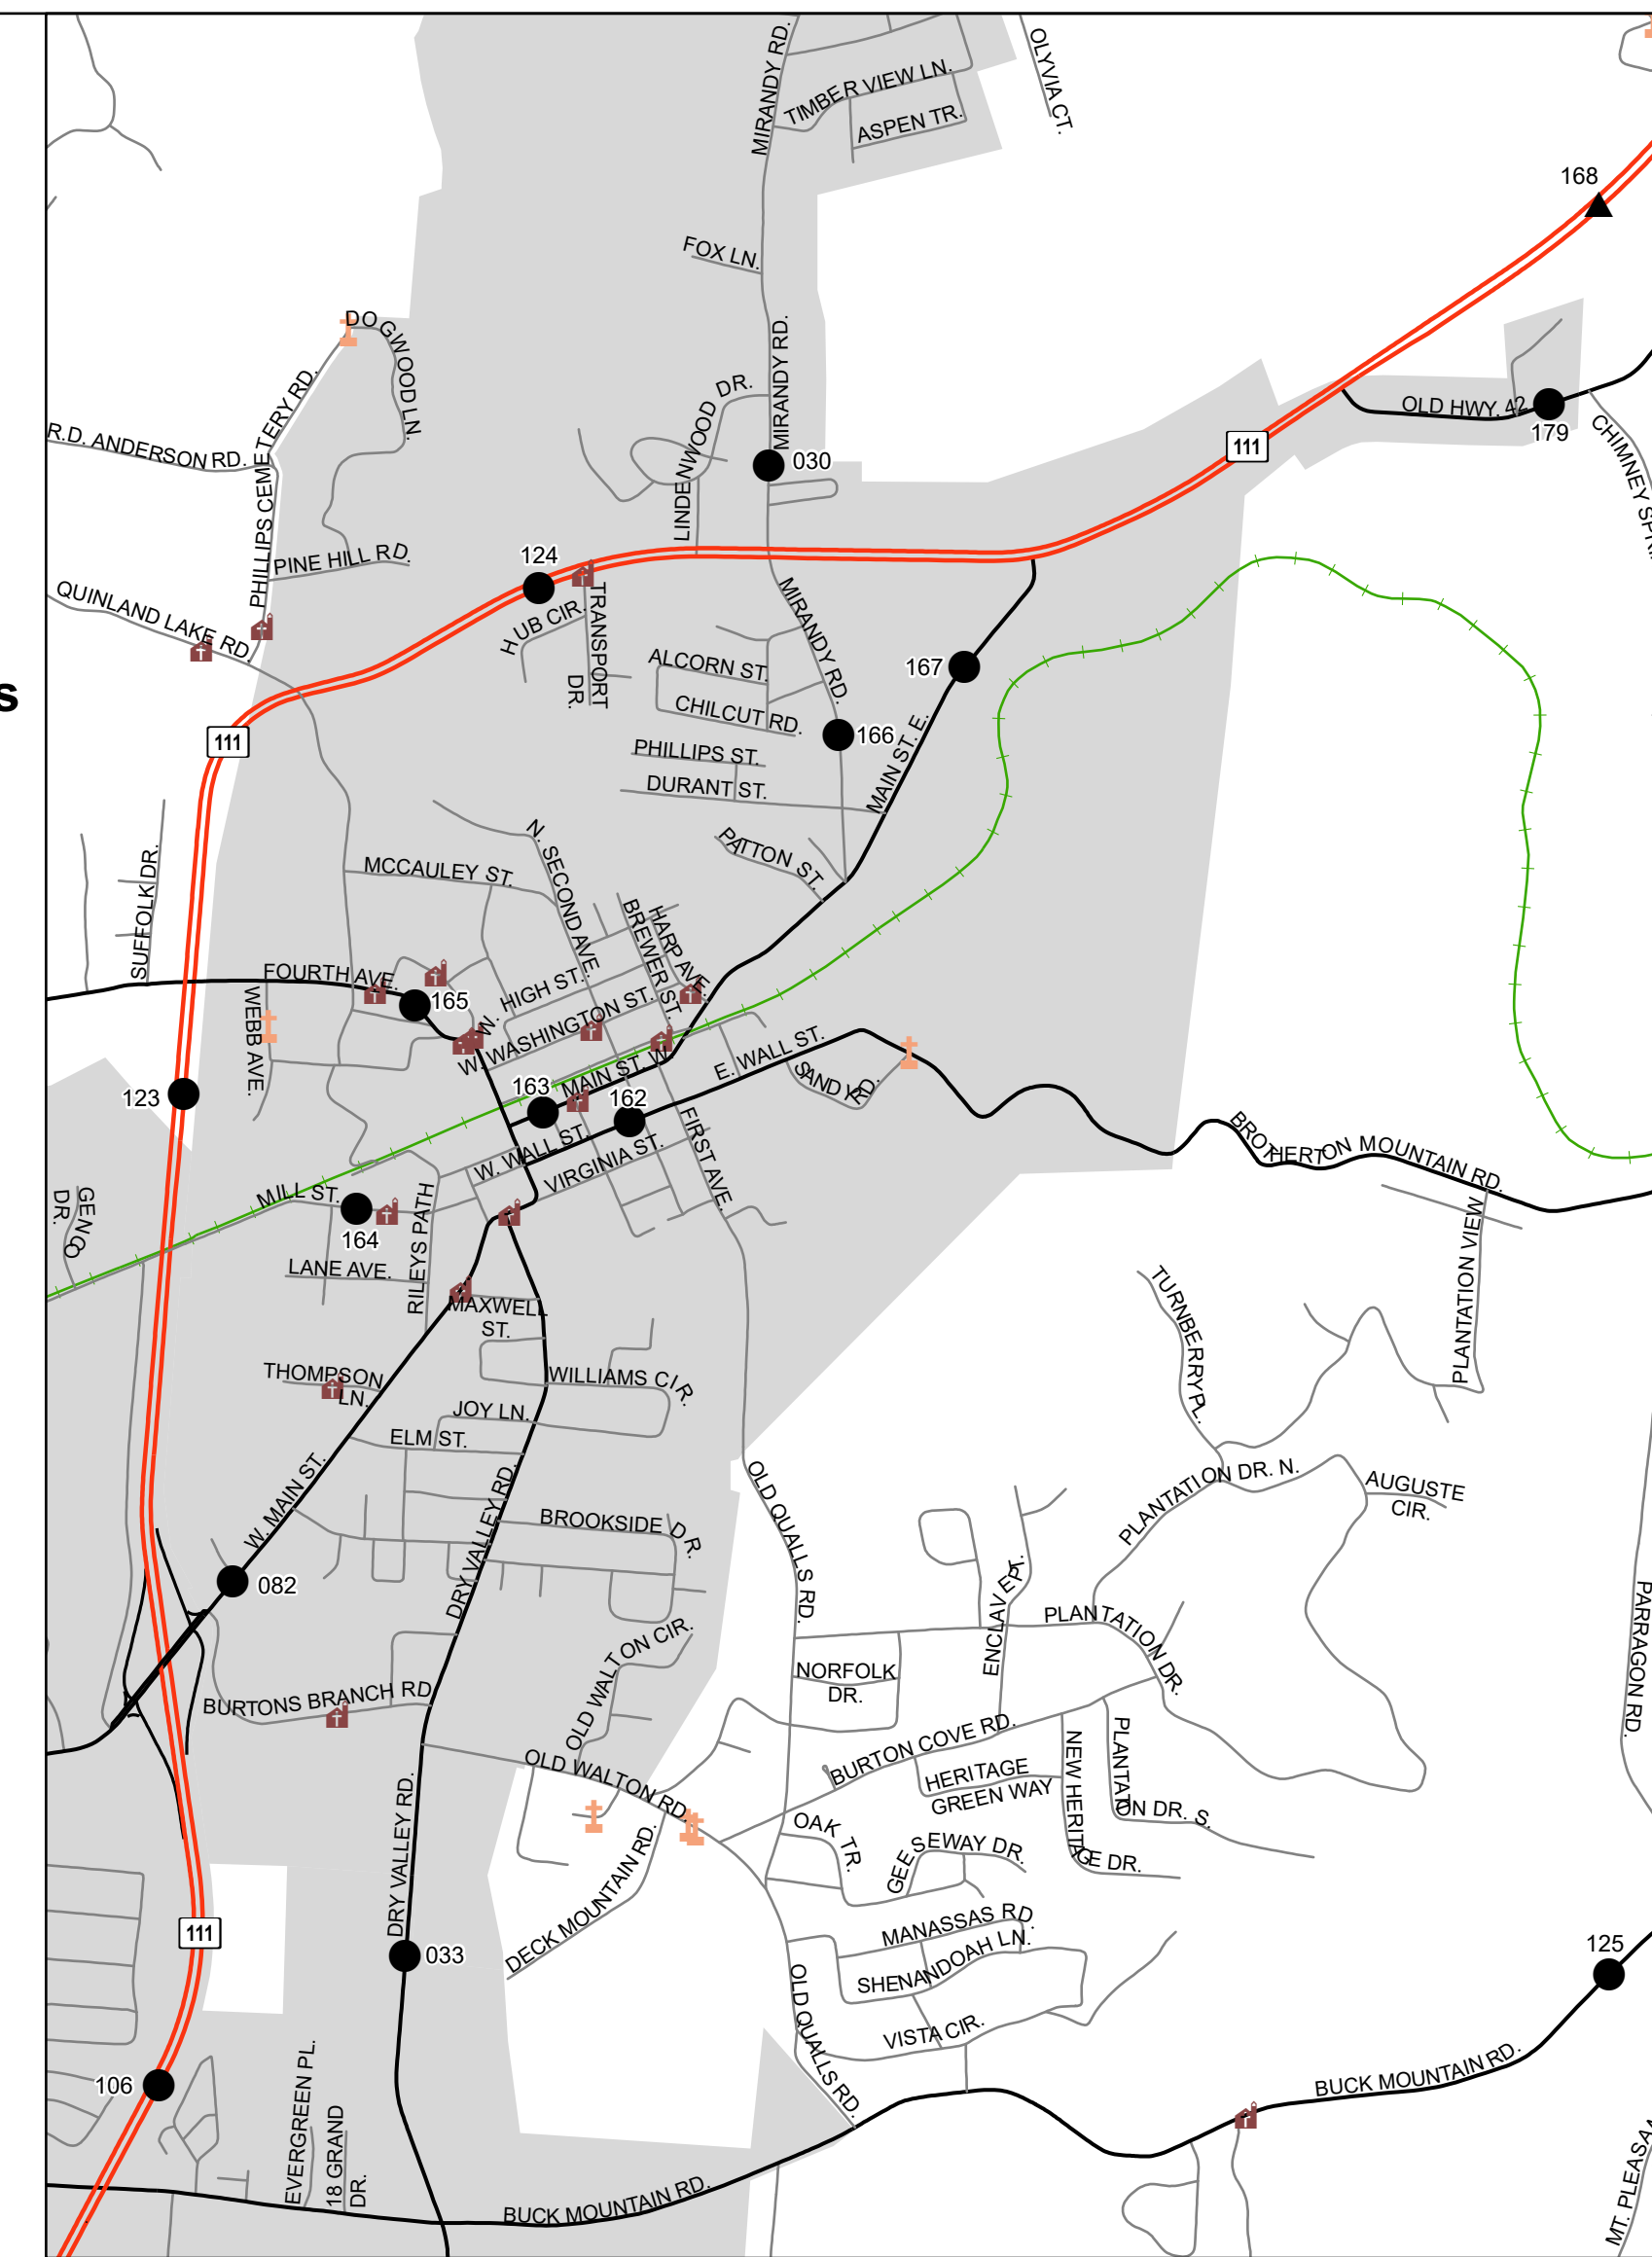 MIRANDY RD.
OLYVIA CT.
TIMBER VIEW LN.
ASPEN TR.
168
FOX LN.
DOGWOOD LN.
MIRANDY RD.
LINDENWOOD DR.
PHILLIPS CEMETERY RD.
R.D. ANDERSON RD.
OLD HWY. 42
179
111
030
124
PINE HILL RD.
QUINLAND LAKE RD.
HUB CIR.
TRANSPORT
DR.
MIRANDY RD.
ALCORN ST.
167
s
CHILCUT RD.
166
111
PHILLIPS ST.
MAIN ST. E.
DURANT ST.
PATTON ST.
SUFFOLK DR.
MCCAULEY ST.
N. SECOND AVE.
BREWER ST.
HARP AVE.
FOURTH AVE.
165
W. HIGH ST.
WEBB AVE.
W. WASHINGTON ST.
MAIN ST. W.
E. WALL ST.
SANDY RD.
123
163
162
FIRST AVE.
W. WALL ST.
VIRGINIA ST.
BROTHERTON MOUNTAIN RD.
GENO
DR.
MILL ST.
164
RILEYS PATH
LANE AVE.
PLANTATION VIEW
MAXWELL
ST.
TURNBERRY PL.
THOMPSON
LN.
WILLIAMS CIR.
JOY LN.
ELM ST.
W. MAIN ST.
DRY VALLEY RD.
OLD QUALLS RD.
PLANTATION DR. N.
AUGUSTE
CIR.
BROOKSIDE DR.
082
ENCLAVE PT.
PLANTATION DR.
PARRAGON RD.
OLD WALTON CIR.
NORFOLK
DR.
BURTONS BRANCH RD.
BURTON COVE RD.
OLD WALTON RD.
HERITAGE
GREEN WAY
NEW HERITAGE DR.
PLANTATION DR. S.
DRY VALLEY RD.
OAK TR.
GEESEWAY DR.
DECK MOUNTAIN RD.
111
MANASSAS RD.
SHENANDOAH LN.
033
125
OLD QUALLS RD.
VISTA CIR.
106
BUCK MOUNTAIN RD.
EVERGREEN PL.
18 GRAND
DR.
BUCK MOUNTAIN RD.